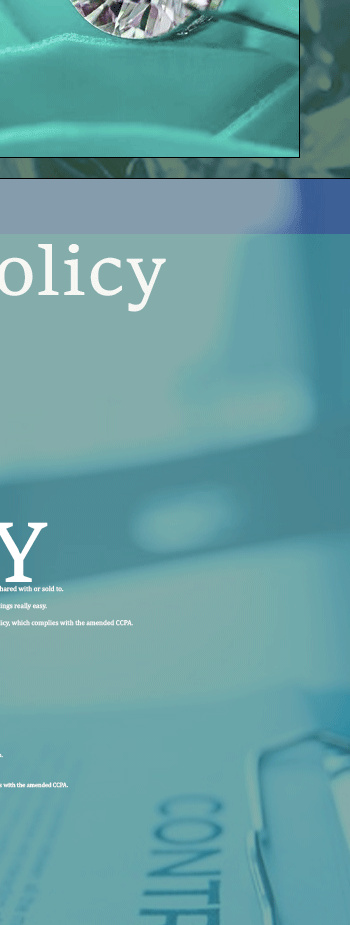 olicy
Y
hared with or sold to.
ings really easy.
licy, which complies with the amended CCPA.
s with the amended CCPA.
CONTR